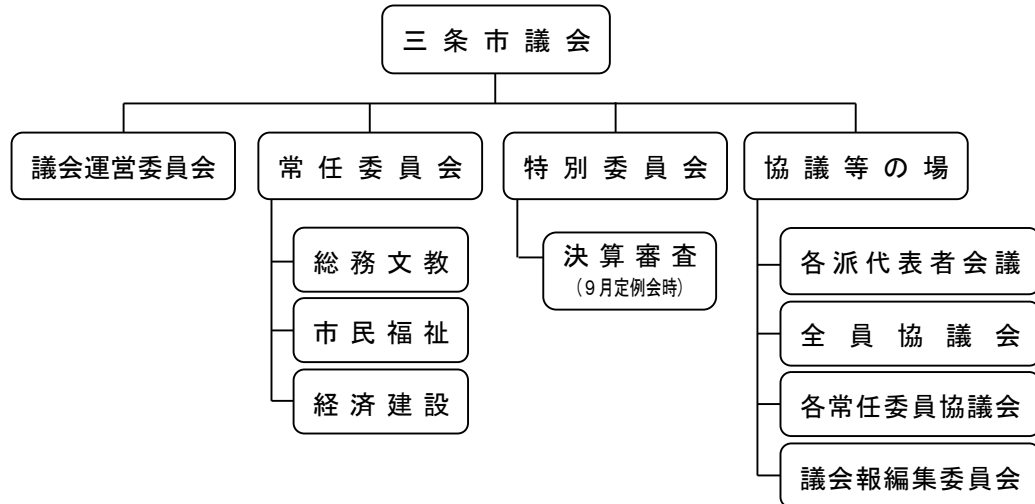 三条市議会
議会運営委員会
常任委員会
特別委員会
協議等の場
総務文教
市民福祉
経済建設
決算審査
（９月定例会時）
各派代表者会議
全員協議会
各常任委員協議会
議会報編集委員会